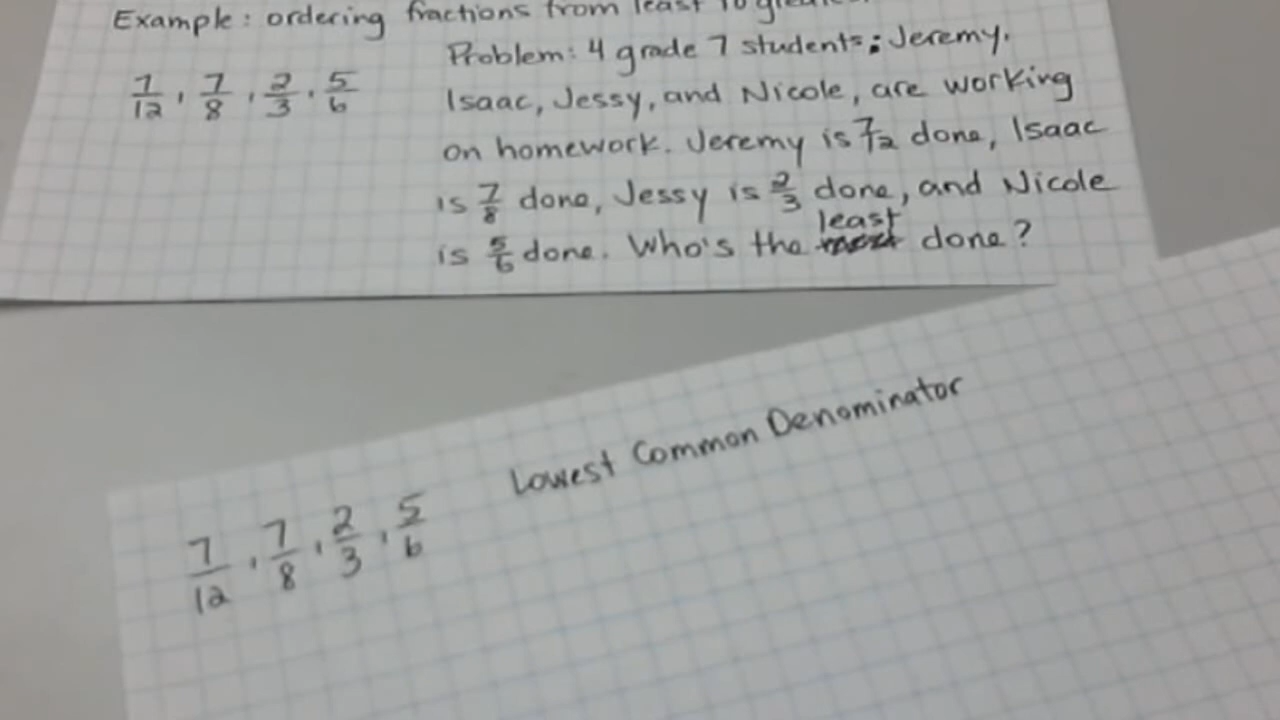 Example: ordering fractions from least to
7/12, 7/8, 2/3, 5/6
Problem: 4 grade 7 students: Jeremy,
Isaac, Jessy, and Nicole, are working
on homework. Jeremy is 7/12 done, Isaac
is 7/8 done, Jessy is 2/3 done, and Nicole
is 5/6 done. Who's the least done?
Lowest Common Denominator
7/12, 7/8, 2/3, 5/6